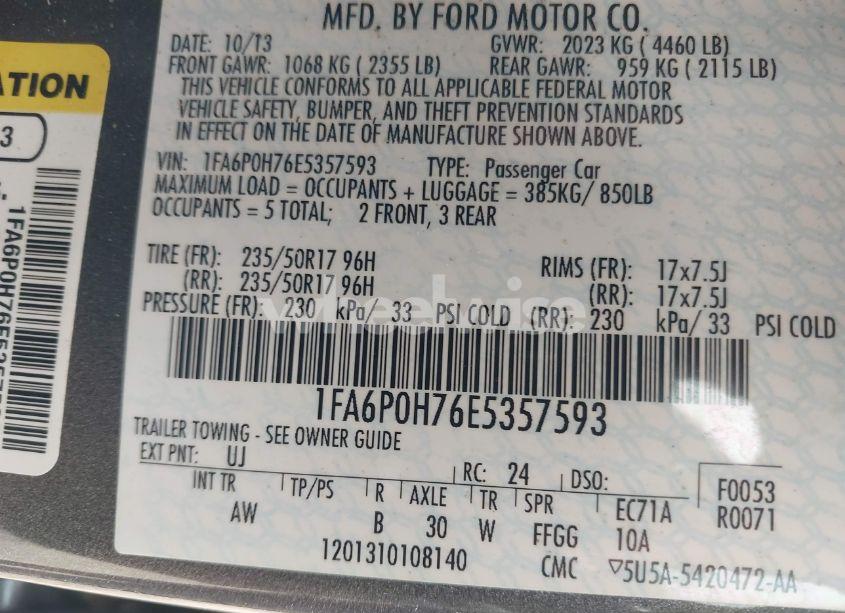 MFD. BY FORD MOTOR CO.
DATE: 10/13 GVWR: 2023 KG ( 4460 LB)
FRONT GAWR: 1068 KG ( 2355 LB) REAR GAWR: 959 KG ( 2115 LB)
THIS VEHICLE CONFORMS TO ALL APPLICABLE FEDERAL MOTOR
VEHICLE SAFETY, BUMPER, AND THEFT PREVENTION STANDARDS
IN EFFECT ON THE DATE OF MANUFACTURE SHOWN ABOVE.
VIN: 1FA6P0H76E5357593 TYPE: Passenger Car
MAXIMUM LOAD = OCCUPANTS + LUGGAGE = 385KG/ 850LB
OCCUPANTS = 5 TOTAL; 2 FRONT, 3 REAR
TIRE (FR): 235/50R17 96H RIMS (FR): 17x7.5J
(RR): 235/50R17 96H (RR): 17x7.5J
PRESSURE (FR): 230 kPa/ 33 PSI COLD (RR): 230 kPa/ 33 PSI COLD
wheelwise
1FA6P0H76E5357593
TRAILER TOWING - SEE OWNER GUIDE
EXT PNT: UJ RC: 24 DSO: F0053
INT TR TP/PS R AXLE TR SPR EC71A R0071
AW B 30 W FFGG 10A
1201310108140 CMC ▽5U5A-5420472-AA
ATION
3